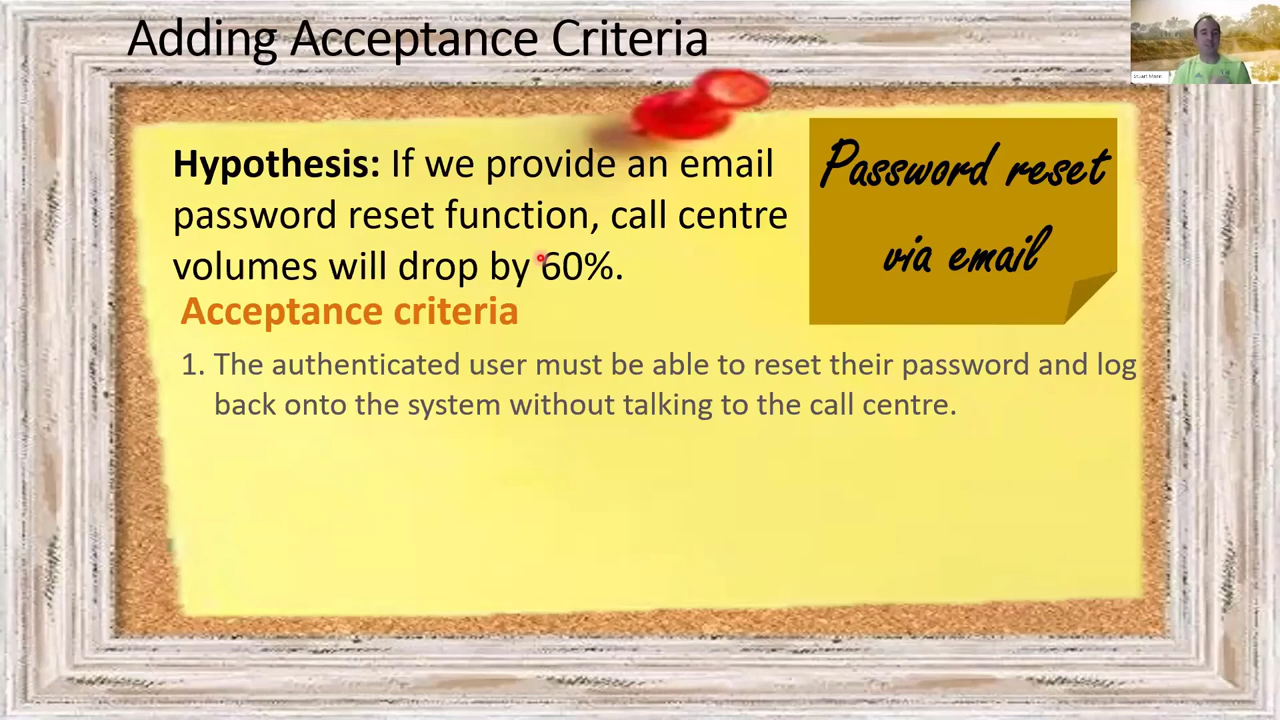 Adding Acceptance Criteria
Hypothesis: If we provide an email
password reset function, call centre
volumes will drop by 60%.
Password reset
via email
Acceptance criteria
1. The authenticated user must be able to reset their password and log
back onto the system without talking to the call centre.